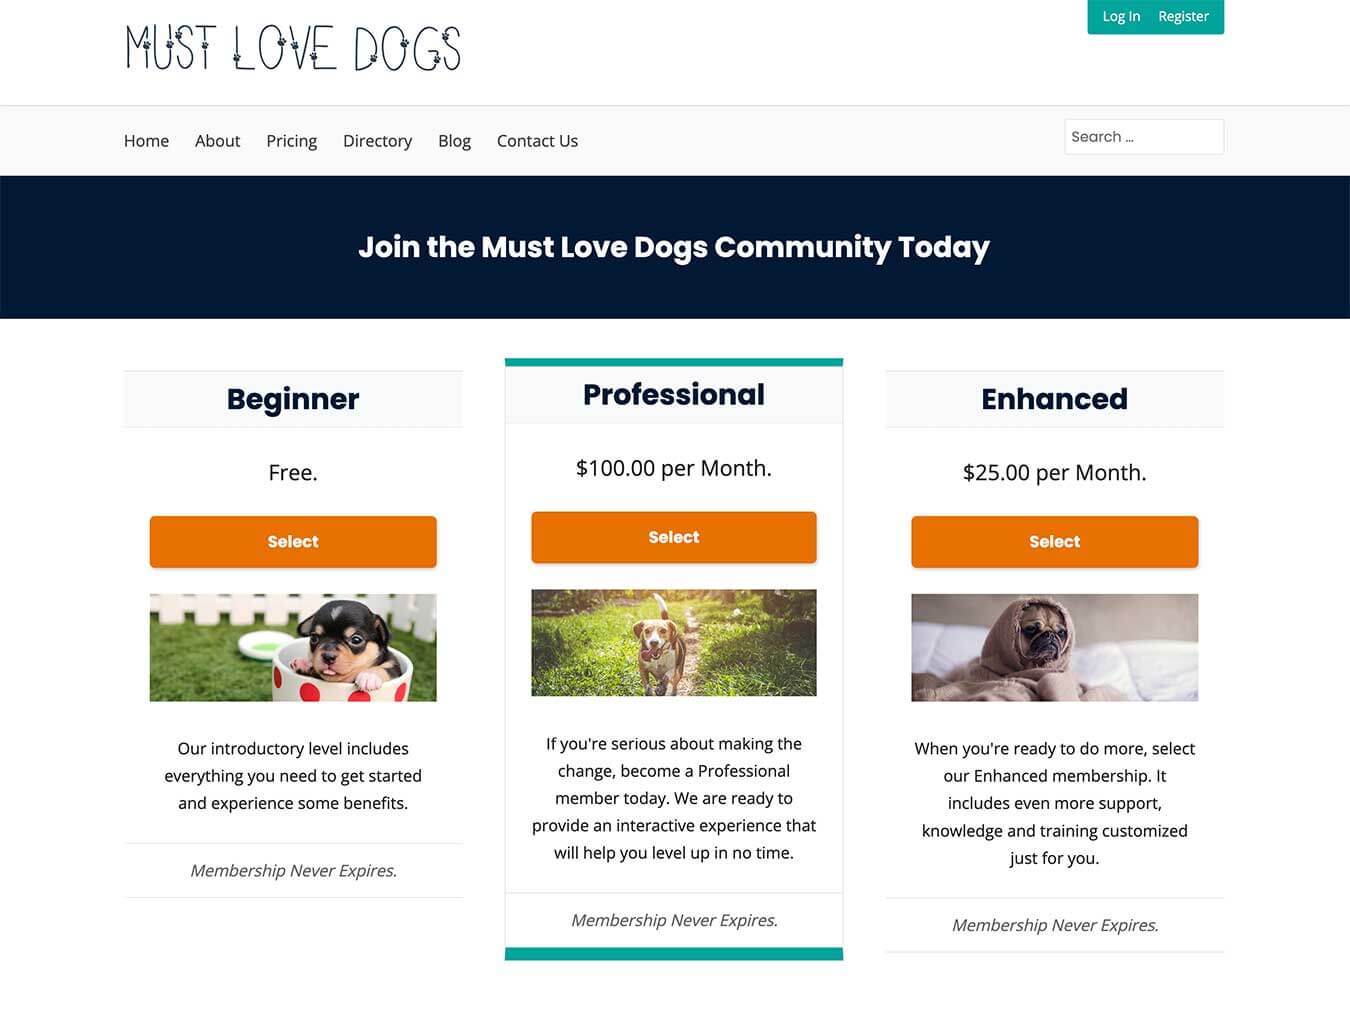 MUST LOVE DOGS
Log In Register
Home About Pricing Directory Blog Contact Us
Search ...
Join the Must Love Dogs Community Today
Beginner
Free.
Select
Our introductory level includes
everything you need to get started
and experience some benefits.
Membership Never Expires.
Professional
$100.00 per Month.
Select
If you're serious about making the
change, become a Professional
member today. We are ready to
provide an interactive experience that
will help you level up in no time.
Membership Never Expires.
Enhanced
$25.00 per Month.
Select
When you're ready to do more, select
our Enhanced membership. It
includes even more support,
knowledge and training customized
just for you.
Membership Never Expires.